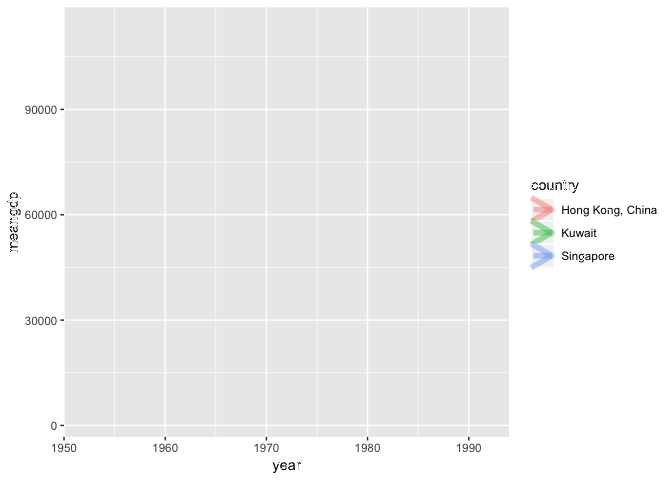 90000
60000
30000
0
1950 1960 1970 1980 1990
year
meangdp
country
Hong Kong, China
Kuwait
Singapore